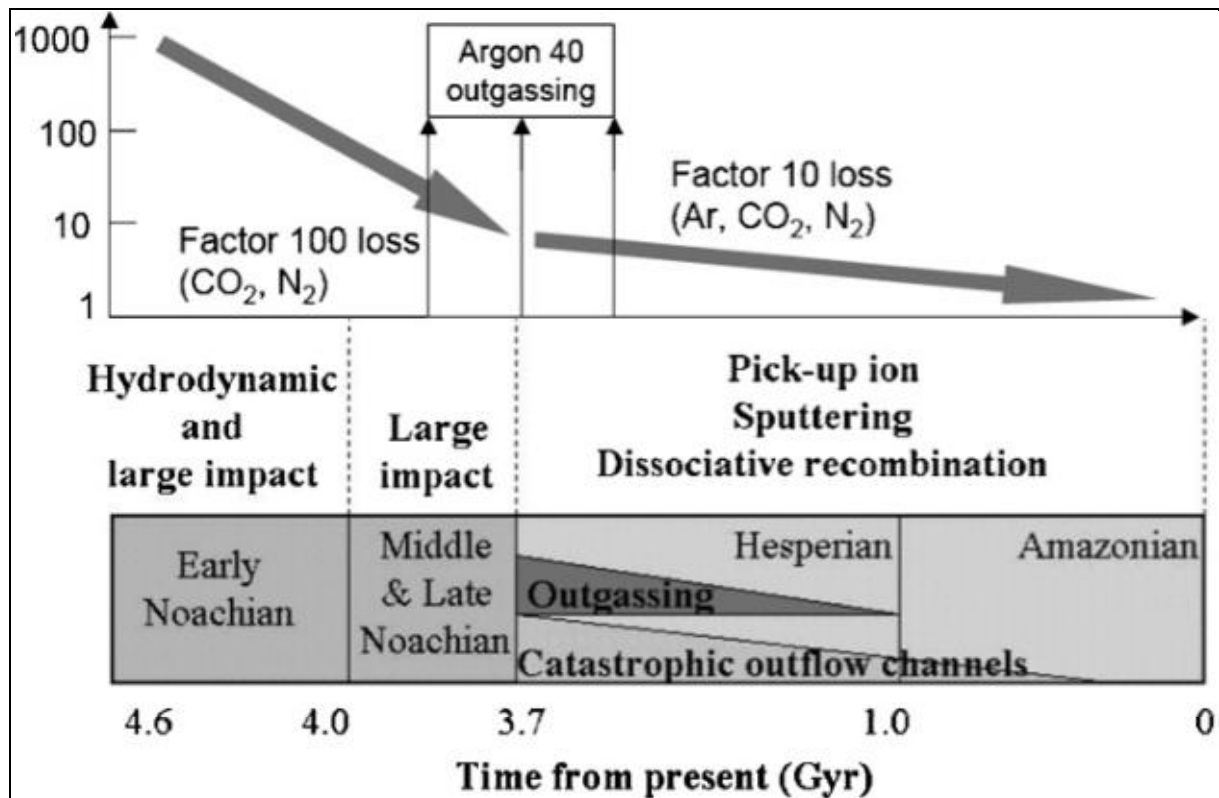 1000
100
10
1
Argon 40
outgassing
Factor 100 loss
(CO₂, N₂)
Factor 10 loss
(Ar, CO₂, N₂)
Hydrodynamic
and
large impact
Large
impact
Pick-up ion
Sputtering
Dissociative recombination
Early
Noachian
Middle
& Late
Noachian
Hesperian
Amazonian
Outgassing
Catastrophic outflow channels
4.6 4.0 3.7 1.0 0
Time from present (Gyr)